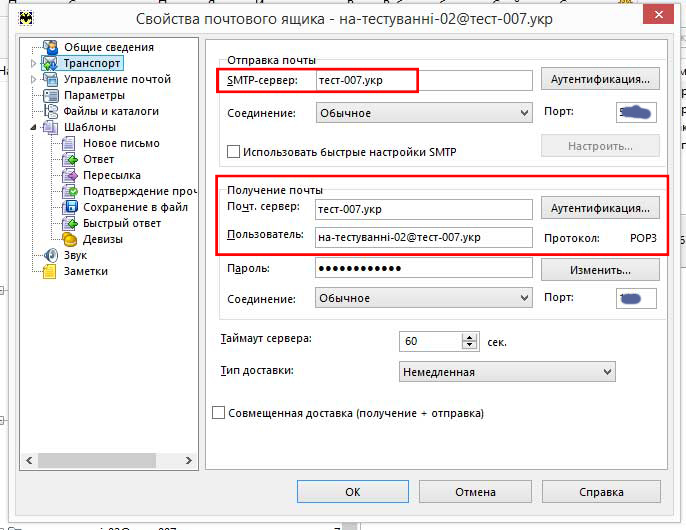 Свойства почтового ящика - на-тестуванні-02@тест-007.укр
Общие сведения
Транспорт
Управление почтой
Параметры
Файлы и каталоги
Шаблоны
Новое письмо
Ответ
Пересылка
Подтверждение проч
Сохранение в файл
Быстрый ответ
Девизы
Звук
Заметки
Отправка почты
SMTP-сервер: тест-007.укр Аутентификация...
Соединение: Обычное Порт:
Использовать быстрые настройки SMTP Настроить...
Получение почты
Почт. сервер: тест-007.укр Аутентификация...
Пользователь: на-тестуванні-02@тест-007.укр Протокол: POP3
Пароль: •••••••••••• Изменить...
Соединение: Обычное Порт:
Таймаут сервера: 60 сек.
Тип доставки: Немедленная
Совмещенная доставка (получение + отправка)
OK Отмена Справка